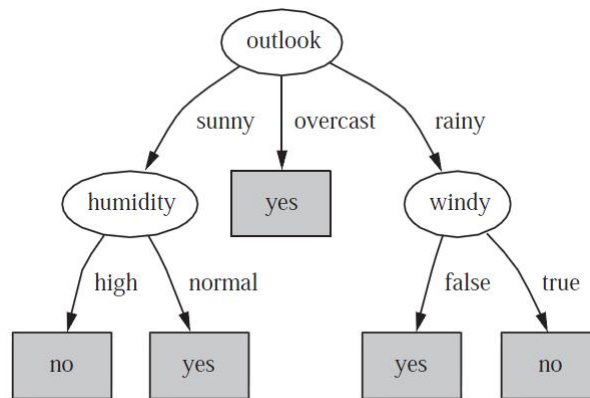 outlook
sunny overcast rainy
humidity yes windy
high normal false true
no yes yes no